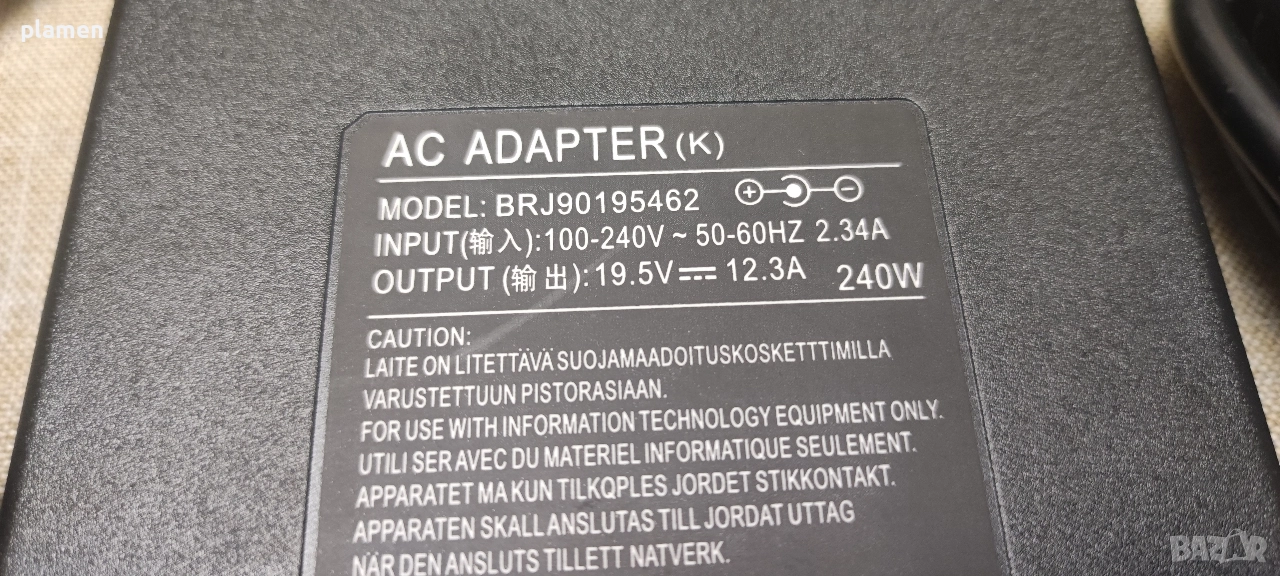 plamen
AC ADAPTER (K)
MODEL: BRJ90195462
INPUT(输入):100-240V ~ 50-60HZ 2.34A
OUTPUT (输出): 19.5V⎓ 12.3A 240W
CAUTION:
LAITE ON LITETTÄVÄ SUOJAMAADOITUSKOSKETTTIMILLA
VARUSTETTUUN PISTORASIAAN.
FOR USE WITH INFORMATION TECHNOLOGY EQUIPMENT ONLY.
UTILI SER AVEC DU MATERIEL INFORMATIQUE SEULEMENT.
APPARATET MA KUN TILKQPLES JORDET STIKKONTAKT.
APPARATEN SKALL ANSLUTAS TILL JORDAT UTTAG
NÄR DEN ANSLUTS TILLETT NATVERK.
BAZAR